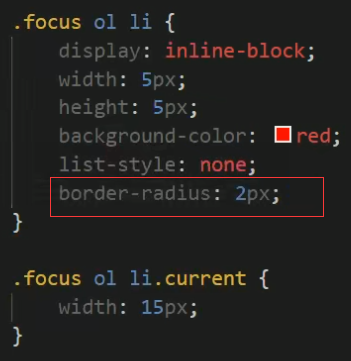 .focus ol li {
display: inline-block;
width: 5px;
height: 5px;
background-color: red;
list-style: none;
border-radius: 2px;
}
.focus ol li.current {
width: 15px;
}